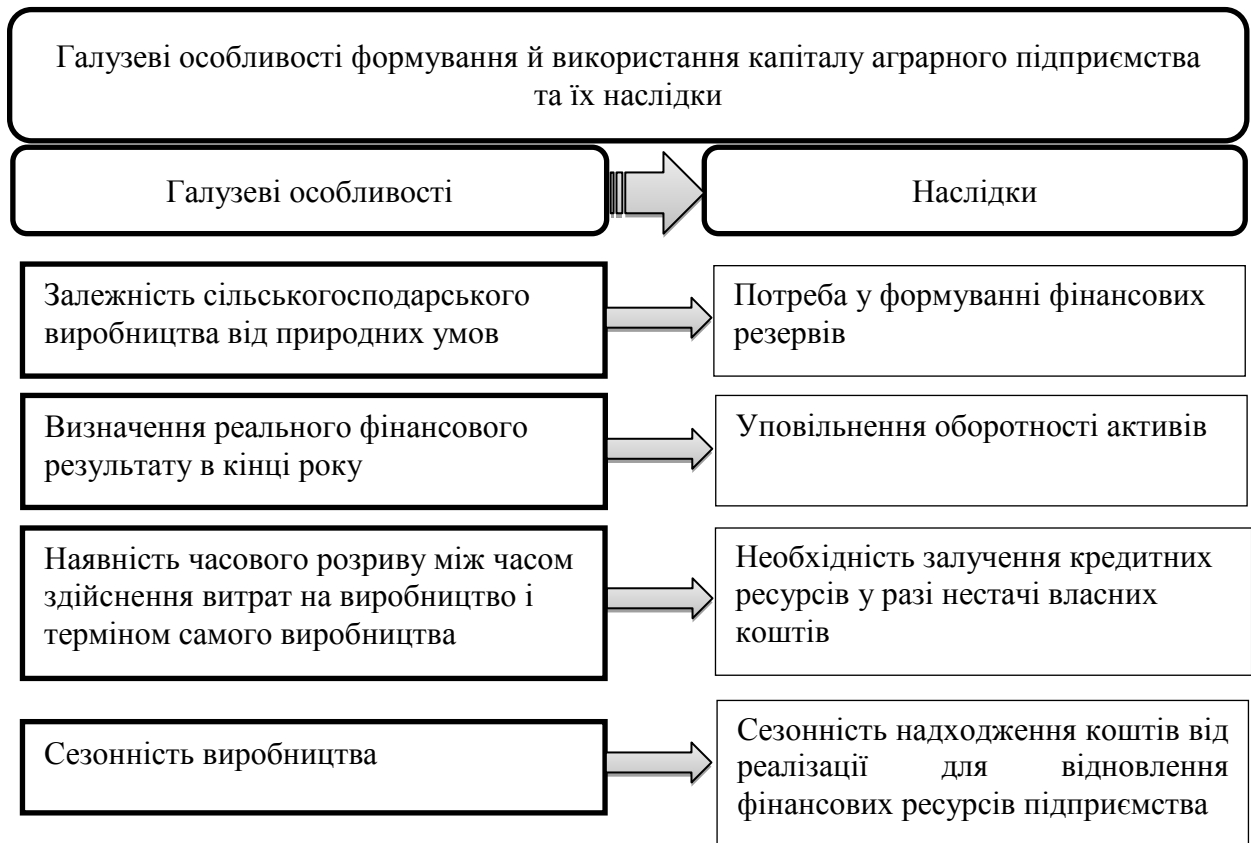 Галузеві особливості формування й використання капіталу аграрного підприємства
та їх наслідки
Галузеві особливості
Наслідки
Залежність сільськогосподарського
виробництва від природних умов
Потреба у формуванні фінансових
резервів
Визначення реального фінансового
результату в кінці року
Уповільнення оборотності активів
Наявність часового розриву між часом
здійснення витрат на виробництво і
терміном самого виробництва
Необхідність залучення кредитних
ресурсів у разі нестачі власних
коштів
Сезонність виробництва
Сезонність надходження коштів від
реалізації для відновлення
фінансових ресурсів підприємства